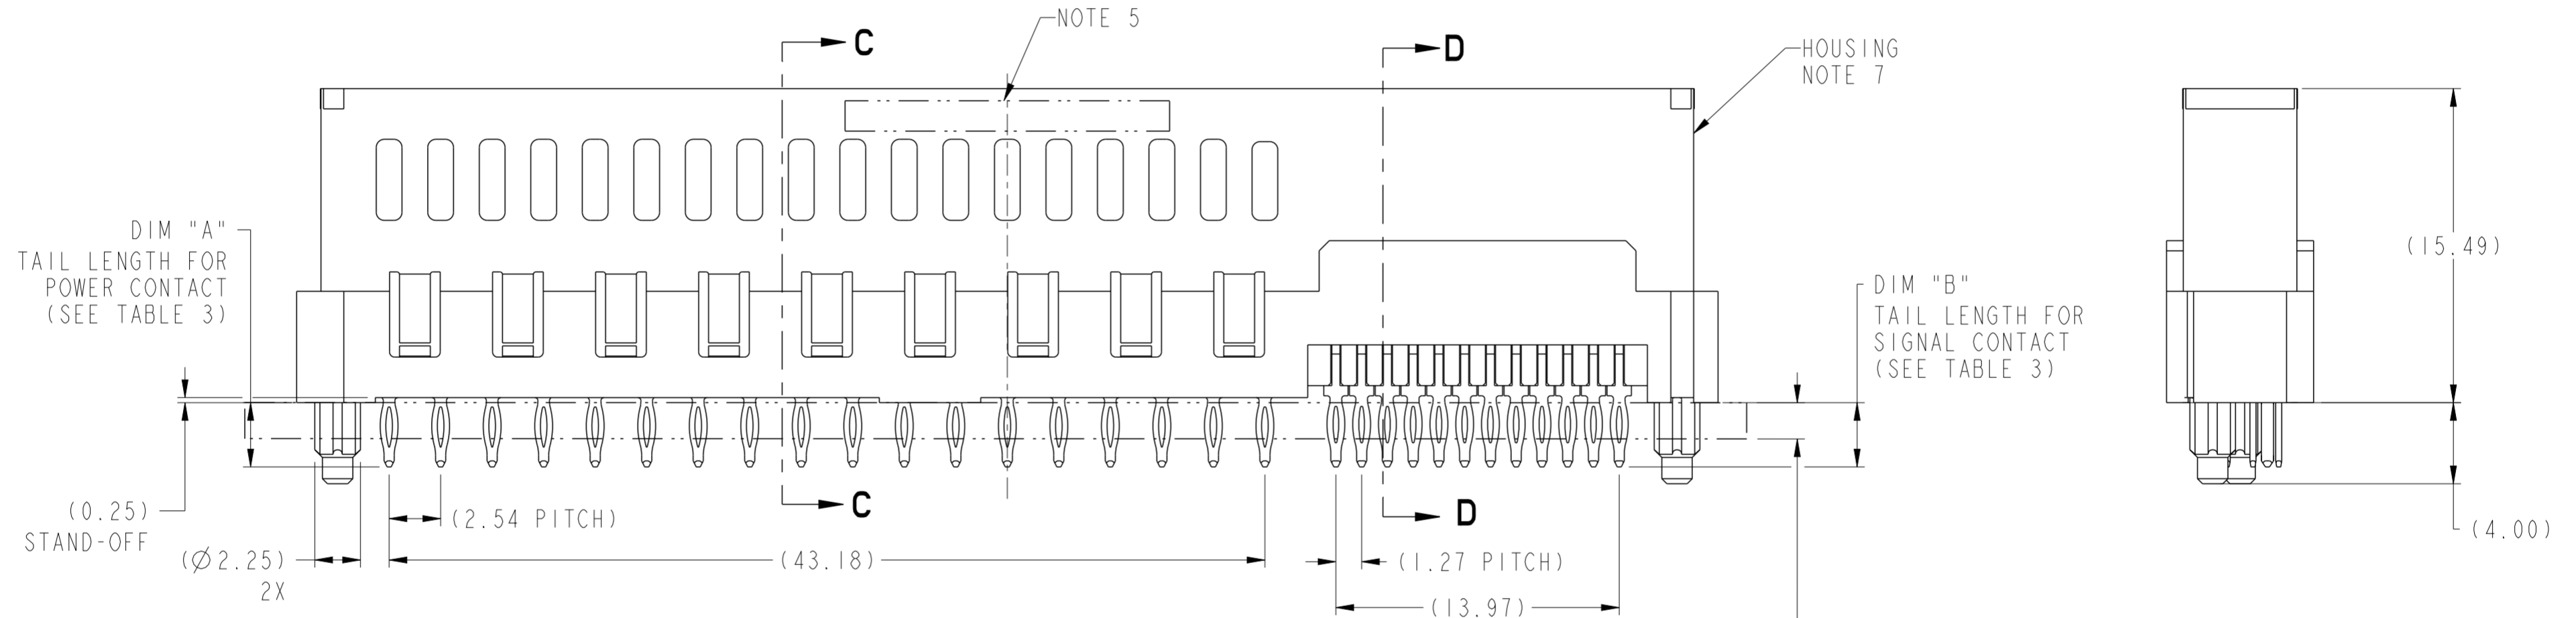 NOTE 5
C
D
HOUSING
NOTE 7
DIM "A"
TAIL LENGTH FOR
POWER CONTACT
(SEE TABLE 3)
(15.49)
DIM "B"
TAIL LENGTH FOR
SIGNAL CONTACT
(SEE TABLE 3)
(0.25)
STAND-OFF
(2.54 PITCH)
C
D
(4.00)
(Ø2.25)
2X
(43.18)
(1.27 PITCH)
(13.97)